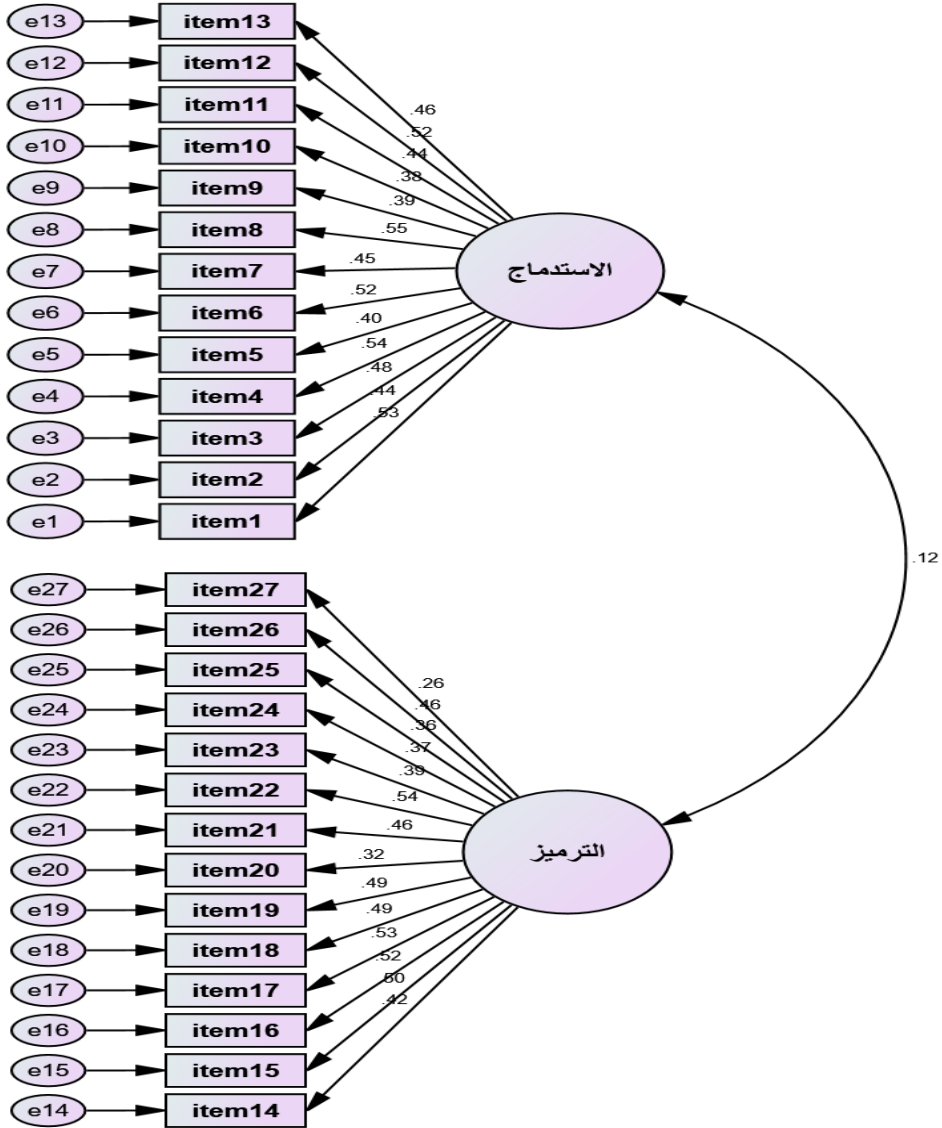 e13 item13
e12 item12
e11 item11
e10 item10
e9 item9
e8 item8
e7 item7
e6 item6
e5 item5
e4 item4
e3 item3
e2 item2
e1 item1
.46
.52
.44
.38
.39
.55
.45
.52
.40
.54
.48
.44
.53
الاستدماج
.12
e27 item27
e26 item26
e25 item25
e24 item24
e23 item23
e22 item22
e21 item21
e20 item20
e19 item19
e18 item18
e17 item17
e16 item16
e15 item15
e14 item14
.26
.46
.36
.37
.39
.54
.46
.32
.49
.49
.53
.52
.50
.42
الترميز